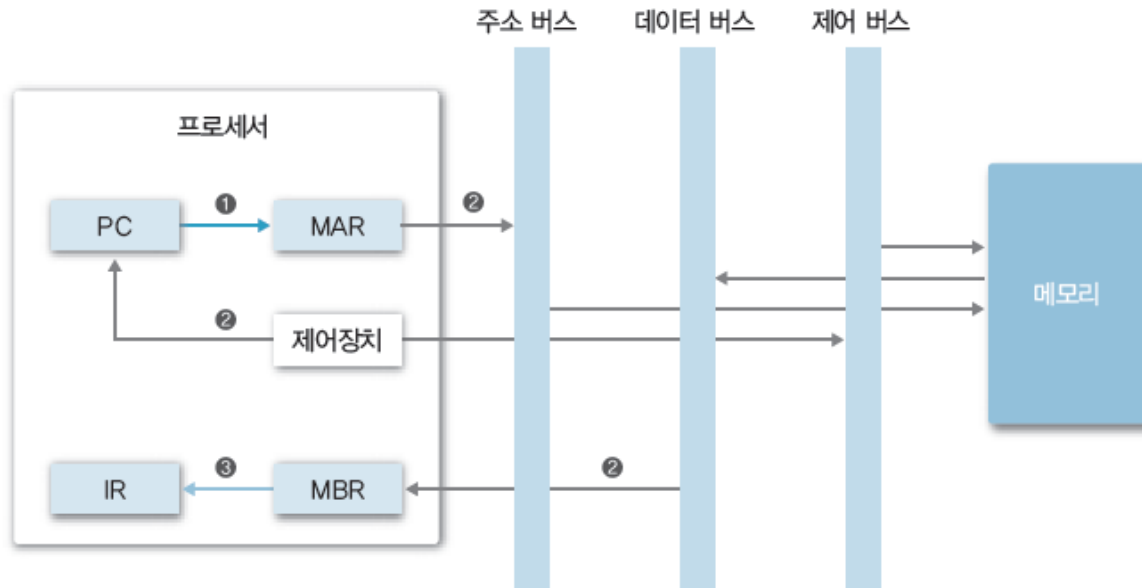 주소 버스 데이터 버스 제어 버스
프로세서
PC ❶ MAR ❷
❷ 제어장치
메모리
IR ❸ MBR ❷